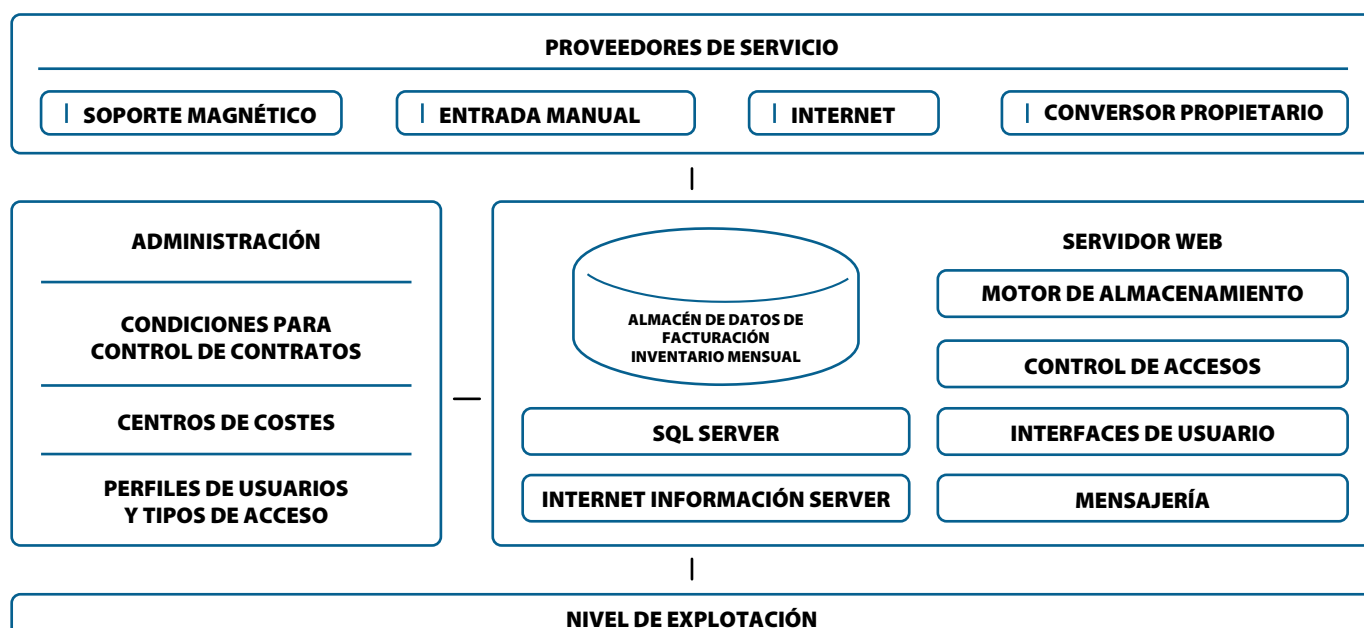 PROVEEDORES DE SERVICIO
SOPORTE MAGNÉTICO
ENTRADA MANUAL
INTERNET
CONVERSOR PROPIETARIO
ADMINISTRACIÓN
CONDICIONES PARA
CONTROL DE CONTRATOS
CENTROS DE COSTES
PERFILES DE USUARIOS
Y TIPOS DE ACCESO
ALMACÉN DE DATOS DE
FACTURACIÓN
INVENTARIO MENSUAL
SQL SERVER
INTERNET INFORMACIÓN SERVER
SERVIDOR WEB
MOTOR DE ALMACENAMIENTO
CONTROL DE ACCESOS
INTERFACES DE USUARIO
MENSAJERÍA
NIVEL DE EXPLOTACIÓN